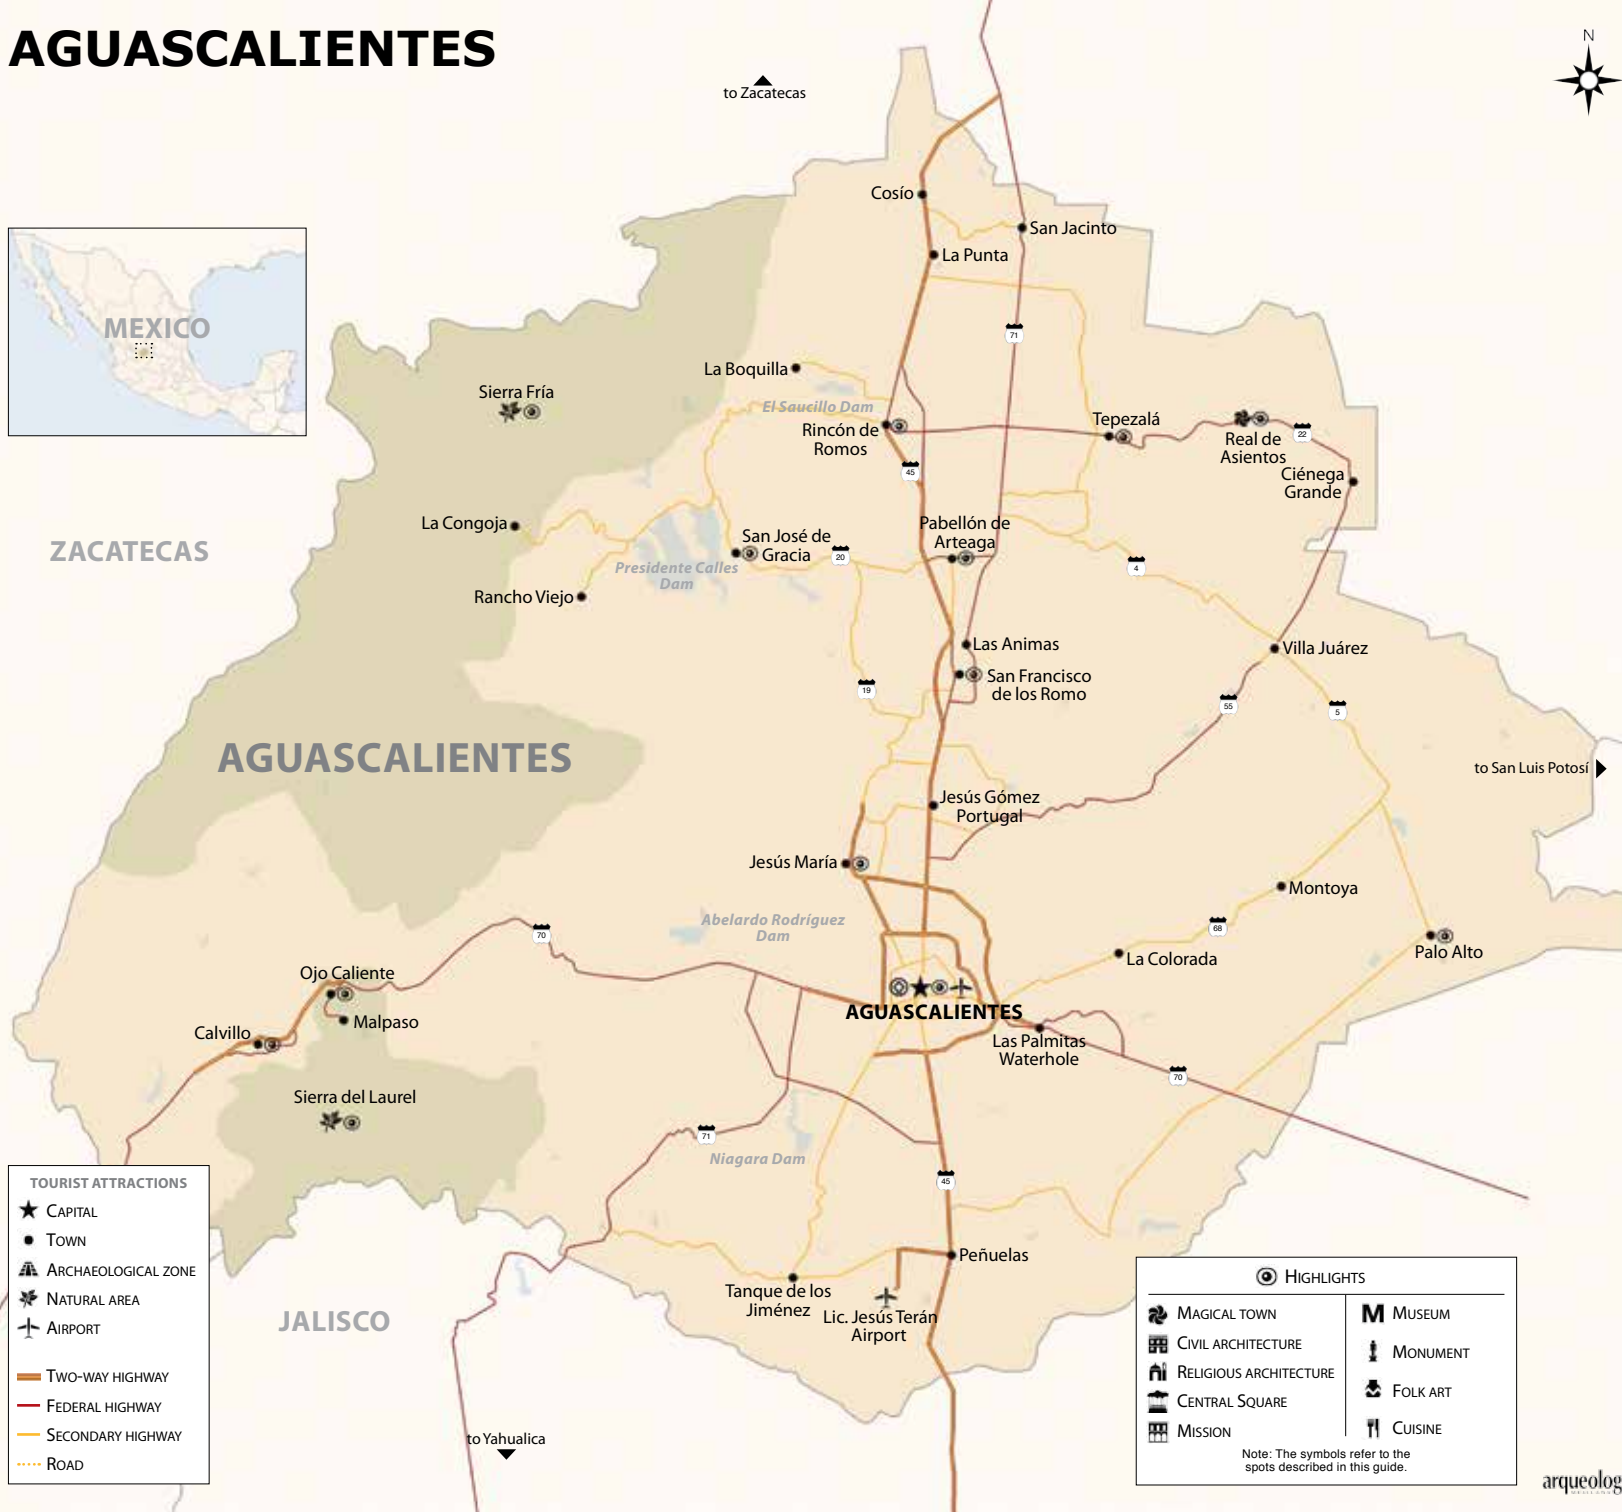 AGUASCALIENTES
N
to Zacatecas
Cosío
San Jacinto
La Punta
MEXICO
71
La Boquilla
Sierra Fría
El Saucillo Dam
Rincón de
Romos
Tepezalá
Real de
Asientos
22
Ciénega
Grande
45
La Congoja
ZACATECAS
San José de
Gracia
20
Pabellón de
Arteaga
4
Presidente Calles
Dam
Rancho Viejo
Las Animas
Villa Juárez
San Francisco
de los Romo
19
55
5
AGUASCALIENTES
to San Luis Potosí
Jesús Gómez
Portugal
Jesús María
Montoya
Abelardo Rodríguez
Dam
70
68
Palo Alto
La Colorada
Ojo Caliente
Malpaso
AGUASCALIENTES
Calvillo
Las Palmitas
Waterhole
70
Sierra del Laurel
71
Niagara Dam
45
Peñuelas
Tanque de los
Jiménez
Lic. Jesús Terán
Airport
JALISCO
to Yahualica
TOURIST ATTRACTIONS
CAPITAL
TOWN
ARCHAEOLOGICAL ZONE
NATURAL AREA
AIRPORT
TWO-WAY HIGHWAY
FEDERAL HIGHWAY
SECONDARY HIGHWAY
ROAD
HIGHLIGHTS
MAGICAL TOWN
CIVIL ARCHITECTURE
RELIGIOUS ARCHITECTURE
CENTRAL SQUARE
MISSION
M MUSEUM
MONUMENT
FOLK ART
CUISINE
Note: The symbols refer to the
spots described in this guide.
arqueolog